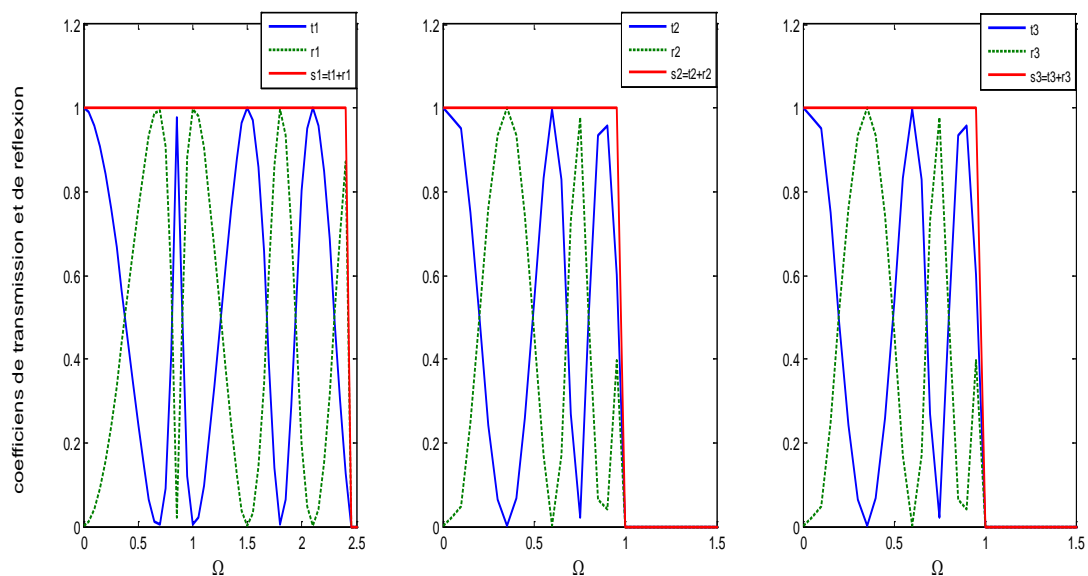 coefficiens de transmission et de reflexion
1.2
1
0.8
0.6
0.4
0.2
0
0 0.5 1 1.5 2 2.5
Ω
t1
r1
s1=t1+r1
1.2
1
0.8
0.6
0.4
0.2
0
0 0.5 1 1.5
Ω
t2
r2
s2=t2+r2
1.2
1
0.8
0.6
0.4
0.2
0
0 0.5 1 1.5
Ω
t3
r3
s3=t3+r3